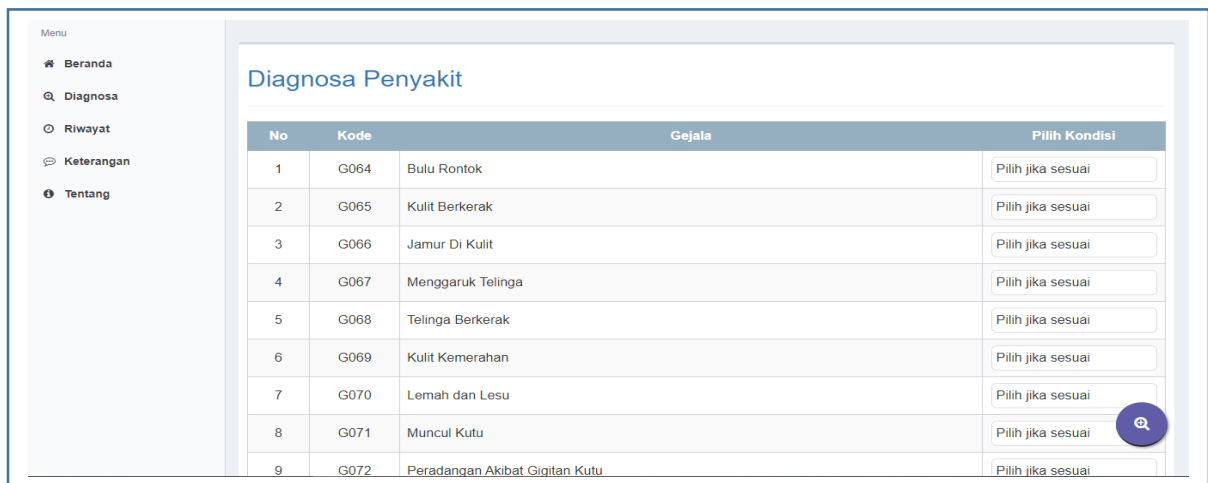 Menu
Beranda
Diagnosa
Riwayat
Keterangan
Tentang
Diagnosa Penyakit
No Kode Gejala Pilih Kondisi
1 G064 Bulu Rontok Pilih jika sesuai
2 G065 Kulit Berkerak Pilih jika sesuai
3 G066 Jamur Di Kulit Pilih jika sesuai
4 G067 Menggaruk Telinga Pilih jika sesuai
5 G068 Telinga Berkerak Pilih jika sesuai
6 G069 Kulit Kemerahan Pilih jika sesuai
7 G070 Lemah dan Lesu Pilih jika sesuai
8 G071 Muncul Kutu Pilih jika sesuai
9 G072 Peradangan Akibat Gigitan Kutu Pilih jika sesuai